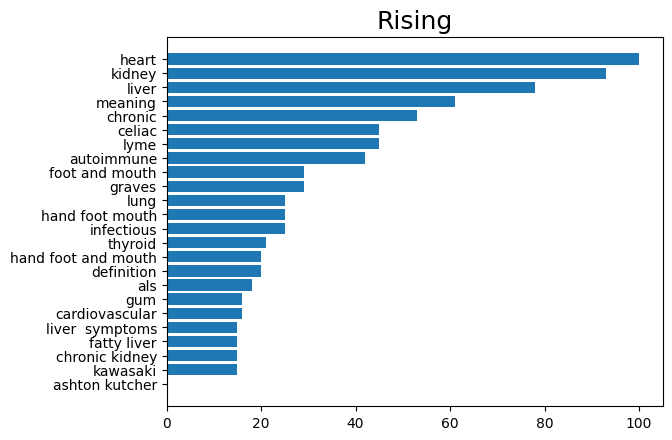 Rising
heart
kidney
liver
meaning
chronic
celiac
lyme
autoimmune
foot and mouth
graves
lung
hand foot mouth
infectious
thyroid
hand foot and mouth
definition
als
gum
cardiovascular
liver  symptoms
fatty liver
chronic kidney
kawasaki
ashton kutcher
0 20 40 60 80 100